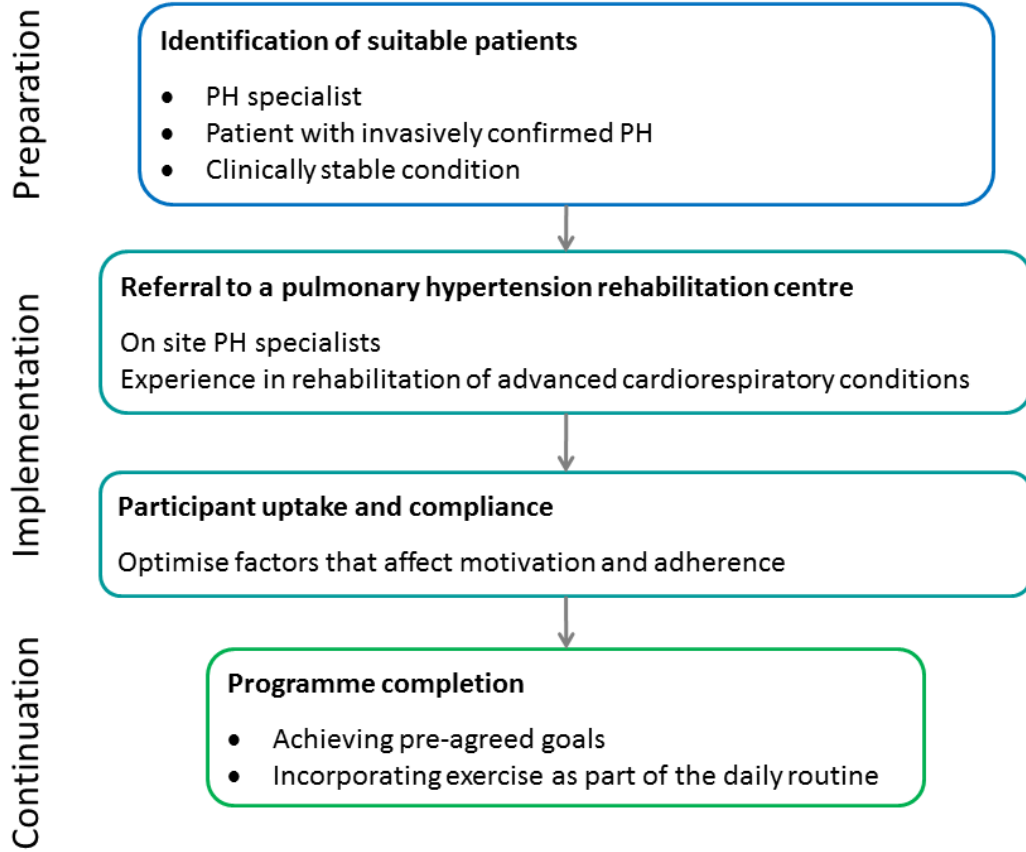 Preparation
Identification of suitable patients
• PH specialist
• Patient with invasively confirmed PH
• Clinically stable condition
Implementation
Referral to a pulmonary hypertension rehabilitation centre
On site PH specialists
Experience in rehabilitation of advanced cardiorespiratory conditions
Participant uptake and compliance
Optimise factors that affect motivation and adherence
Continuation
Programme completion
• Achieving pre-agreed goals
• Incorporating exercise as part of the daily routine